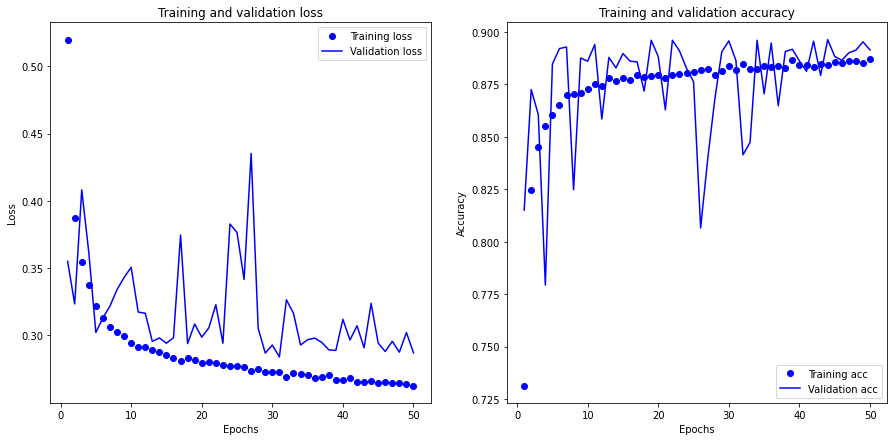 Training and validation loss
Training loss
Validation loss
0.50
0.45
0.40
0.35
0.30
Loss
0
10
20
30
40
50
Epochs
Training and validation accuracy
0.900
0.875
0.850
0.825
0.800
0.775
0.750
0.725
Accuracy
Training acc
Validation acc
0
10
20
30
40
50
Epochs